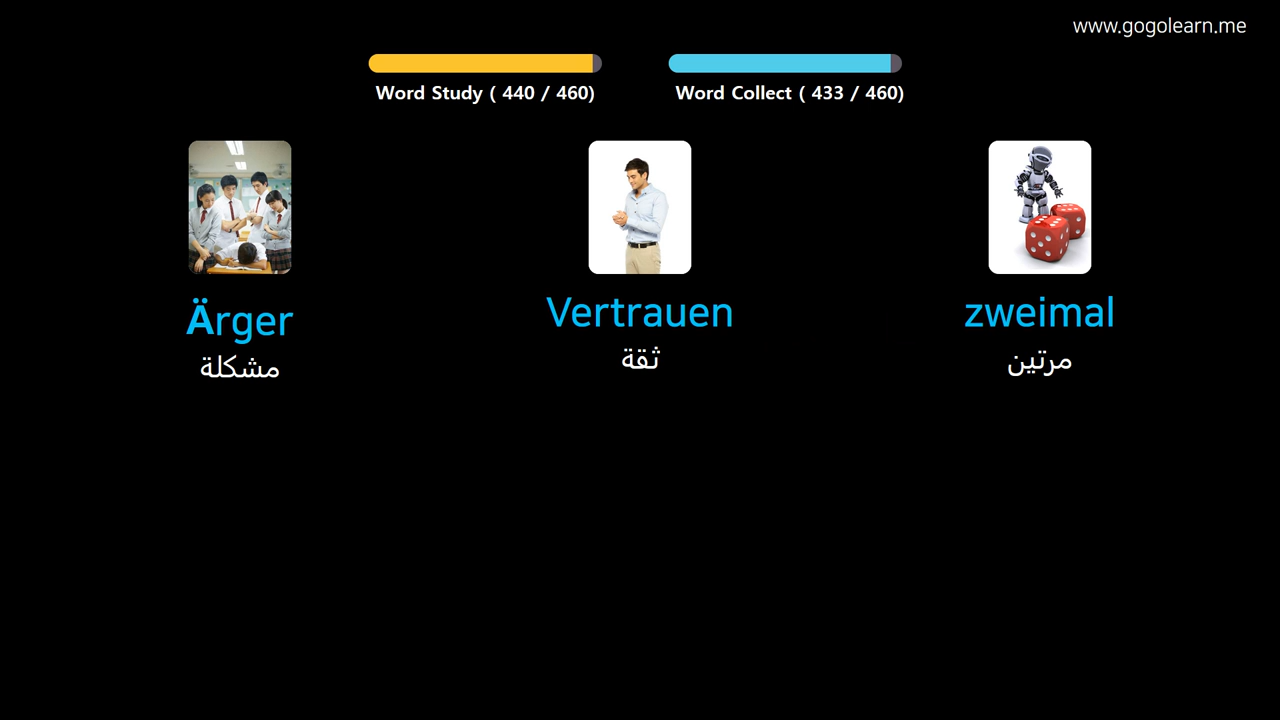 www.gogolearn.me
Word Study ( 440 / 460)
Word Collect ( 433 / 460)
Ärger
مشكلة
Vertrauen
ثقة
zweimal
مرتين